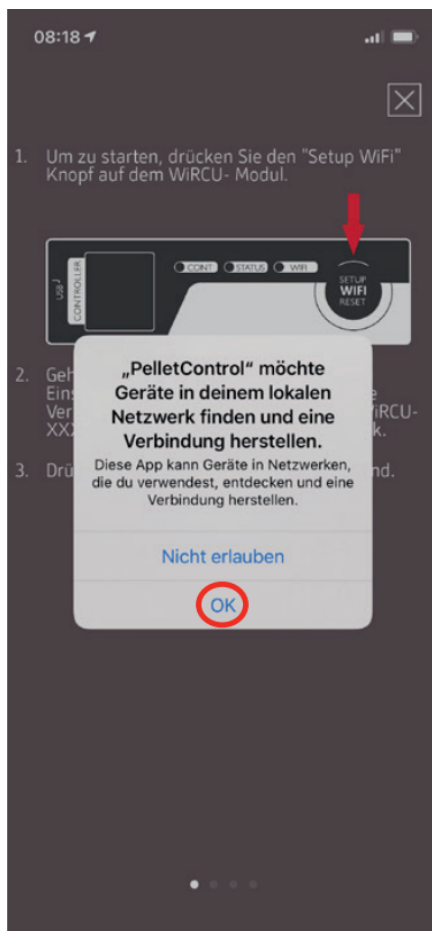 08:18
1. Um zu starten, drücken Sie den "Setup WiFi"
Knopf auf dem WiRCU- Modul.
USB
CONTROLLER
CONT
STATUS
WIFI
SETUP
WIFI
RESET
2. Geh
Eins
Ver
iRCU-
XXX
k.
3. Drü
nd.
„PelletControl" möchte
Geräte in deinem lokalen
Netzwerk finden und eine
Verbindung herstellen.
Diese App kann Geräte in Netzwerken,
die du verwendest, entdecken und eine
Verbindung herstellen.
Nicht erlauben
OK